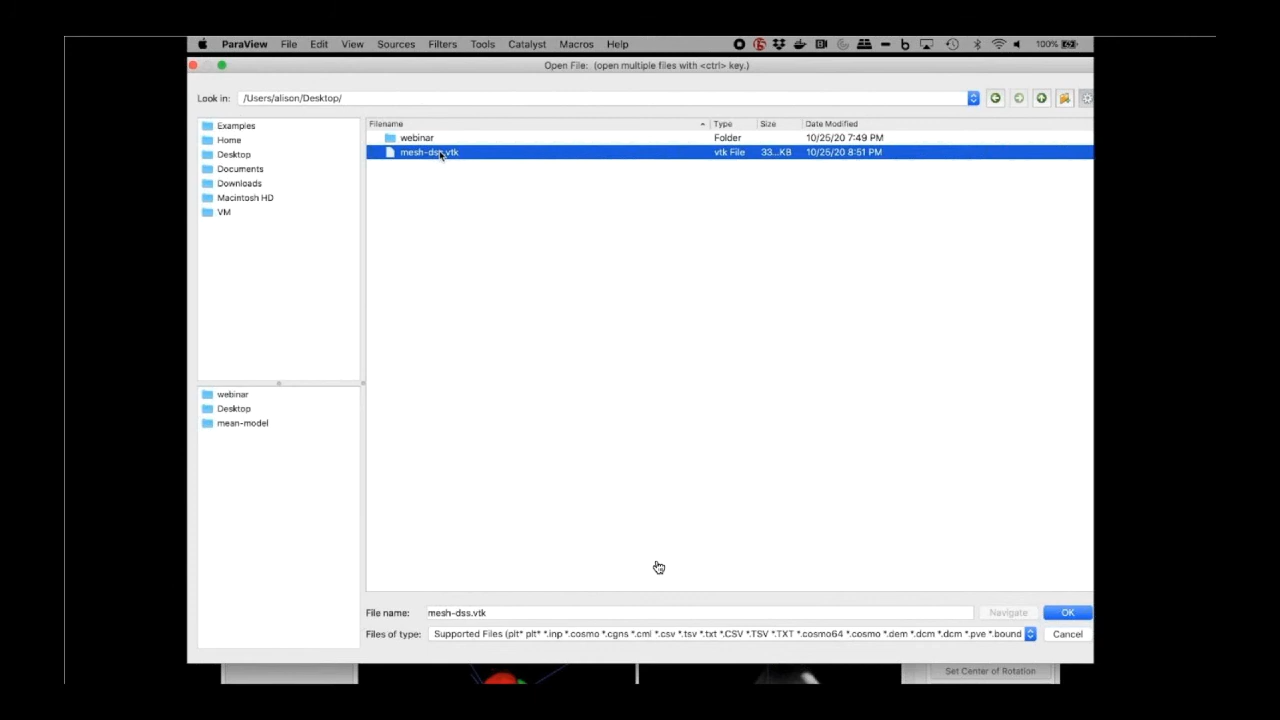 ParaView File Edit View Sources Filters Tools Catalyst Macros Help 100%
Open File: (open multiple files with <ctrl> key.)
Look in: /Users/alison/Desktop/
Examples
Home
Desktop
Documents
Downloads
Macintosh HD
VM
webinar
Desktop
mean-model
Filename Type Size Date Modified
webinar Folder 10/25/20 7:49 PM
mesh-dss.vtk vtk File 33...KB 10/25/20 8:51 PM
File name: mesh-dss.vtk Navigate OK
Files of type: Supported Files (plt* plt* *.inp *.cosmo *.cgns *.cml *.csv *.tsv *.txt *.CSV *.TSV *.TXT *.cosmo64 *.cosmo *.dem *.dcm *.dcm *.pve *.bound Cancel
Set Center of Rotation